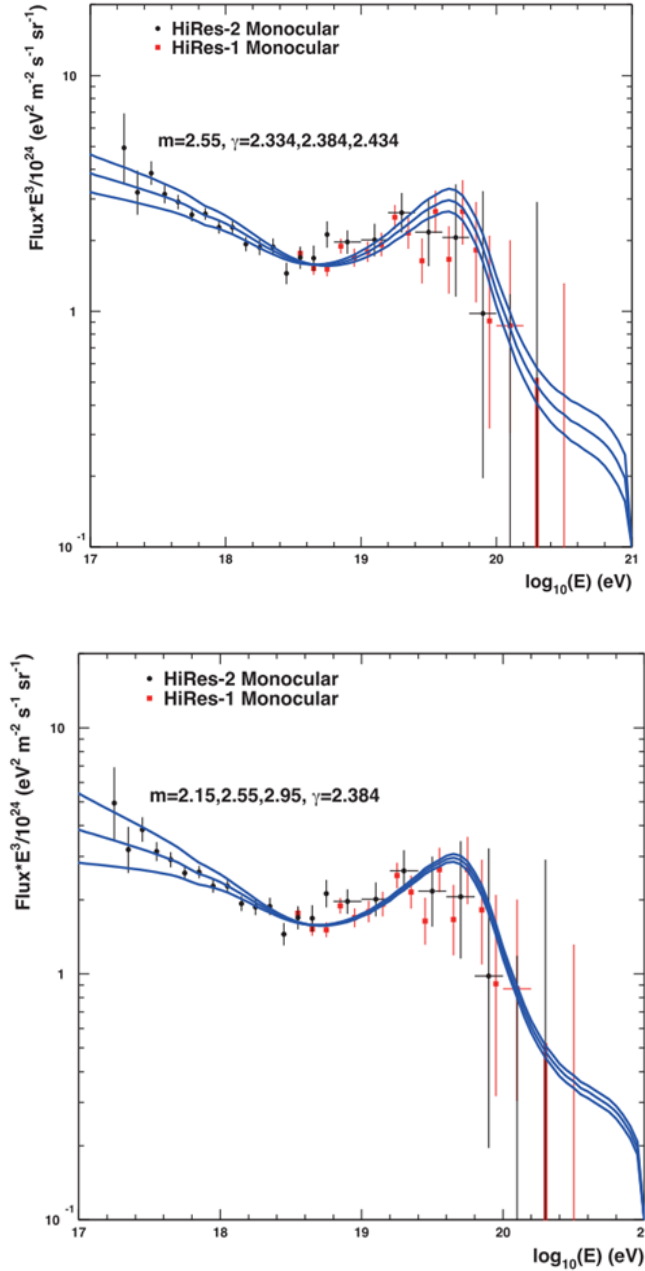 HiRes-2 Monocular
HiRes-1 Monocular
m=2.55, γ=2.334,2.384,2.434
Flux*E³/10²⁴ (eV² m⁻² s⁻¹ sr⁻¹)
10
1
10⁻¹
17 18 19 20 21
log₁₀(E) (eV)
HiRes-2 Monocular
HiRes-1 Monocular
m=2.15,2.55,2.95, γ=2.384
Flux*E³/10²⁴ (eV² m⁻² s⁻¹ sr⁻¹)
10
1
10⁻¹
17 18 19 20 2
log₁₀(E) (eV)